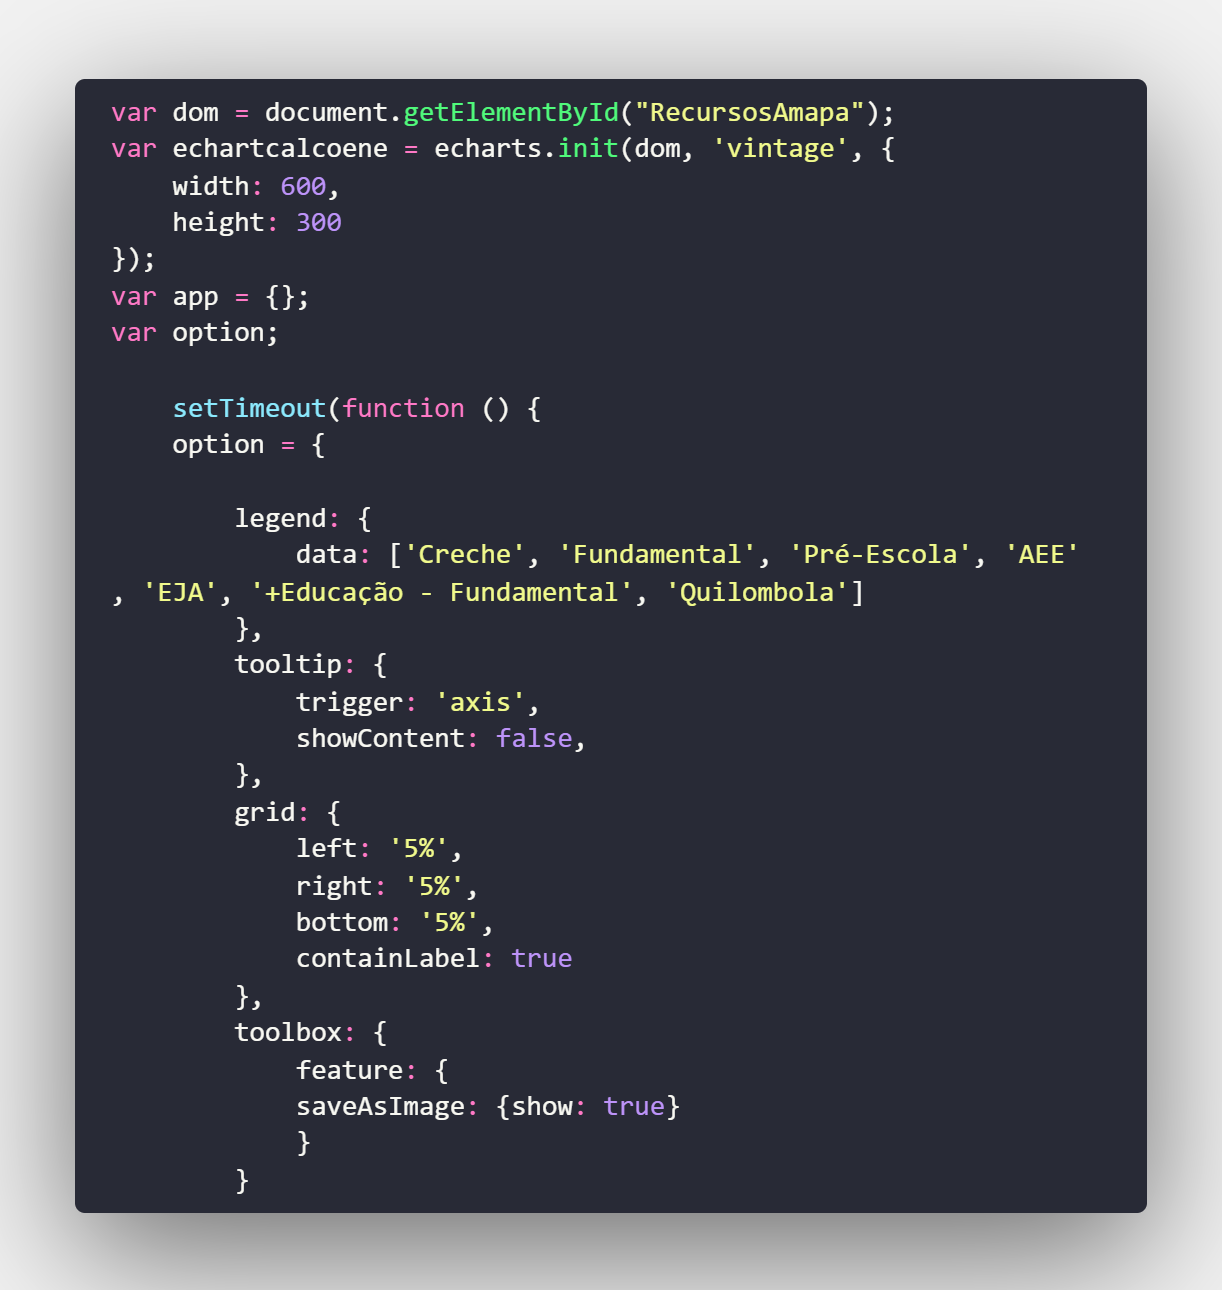 var dom = document.getElementById("RecursosAmapa");
var echartcalcoene = echarts.init(dom, 'vintage', {
    width: 600,
    height: 300
});
var app = {};
var option;

    setTimeout(function () {
    option = {

        legend: {
            data: ['Creche', 'Fundamental', 'Pré-Escola', 'AEE'
, 'EJA', '+Educação - Fundamental', 'Quilombola']
        },
        tooltip: {
            trigger: 'axis',
            showContent: false,
        },
        grid: {
            left: '5%',
            right: '5%',
            bottom: '5%',
            containLabel: true
        },
        toolbox: {
            feature: {
            saveAsImage: {show: true}
            }
        }